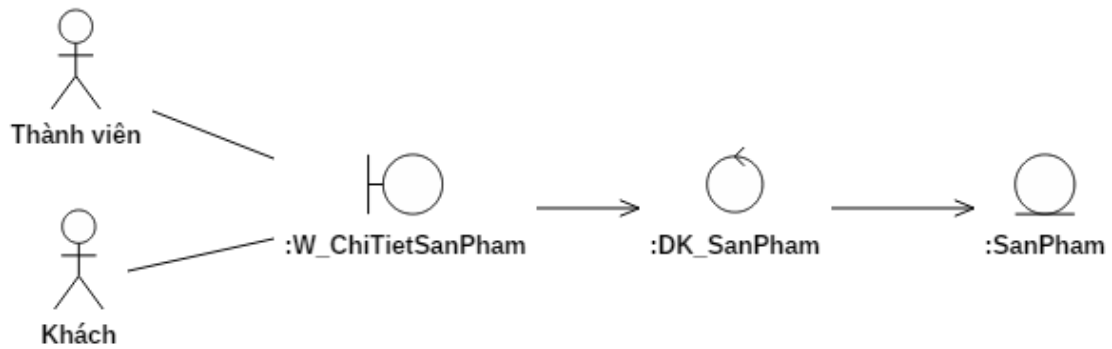 Thành viên
:W_ChiTietSanPham
:DK_SanPham
:SanPham
Khách